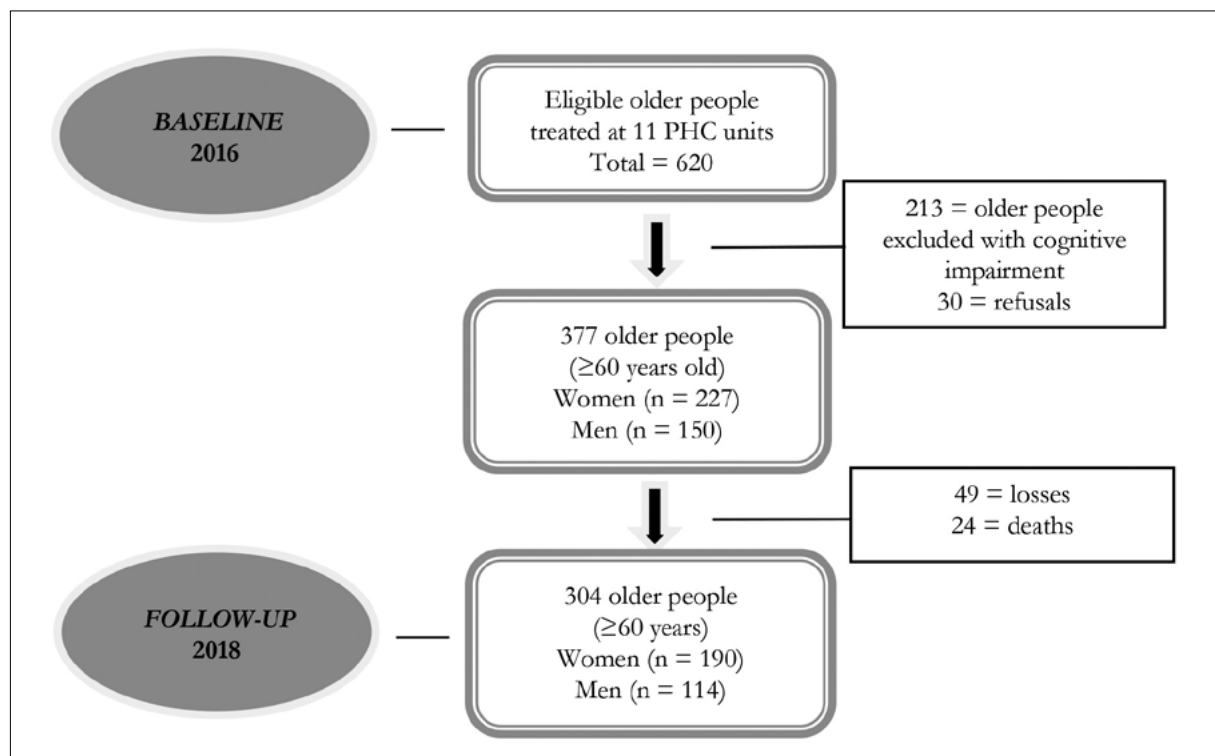 BASELINE
2016
Eligible older people
treated at 11 PHC units
Total = 620
213 = older people
excluded with cognitive
impairment
30 = refusals
377 older people
(≥60 years old)
Women (n = 227)
Men (n = 150)
49 = losses
24 = deaths
FOLLOW-UP
2018
304 older people
(≥60 years)
Women (n = 190)
Men (n = 114)